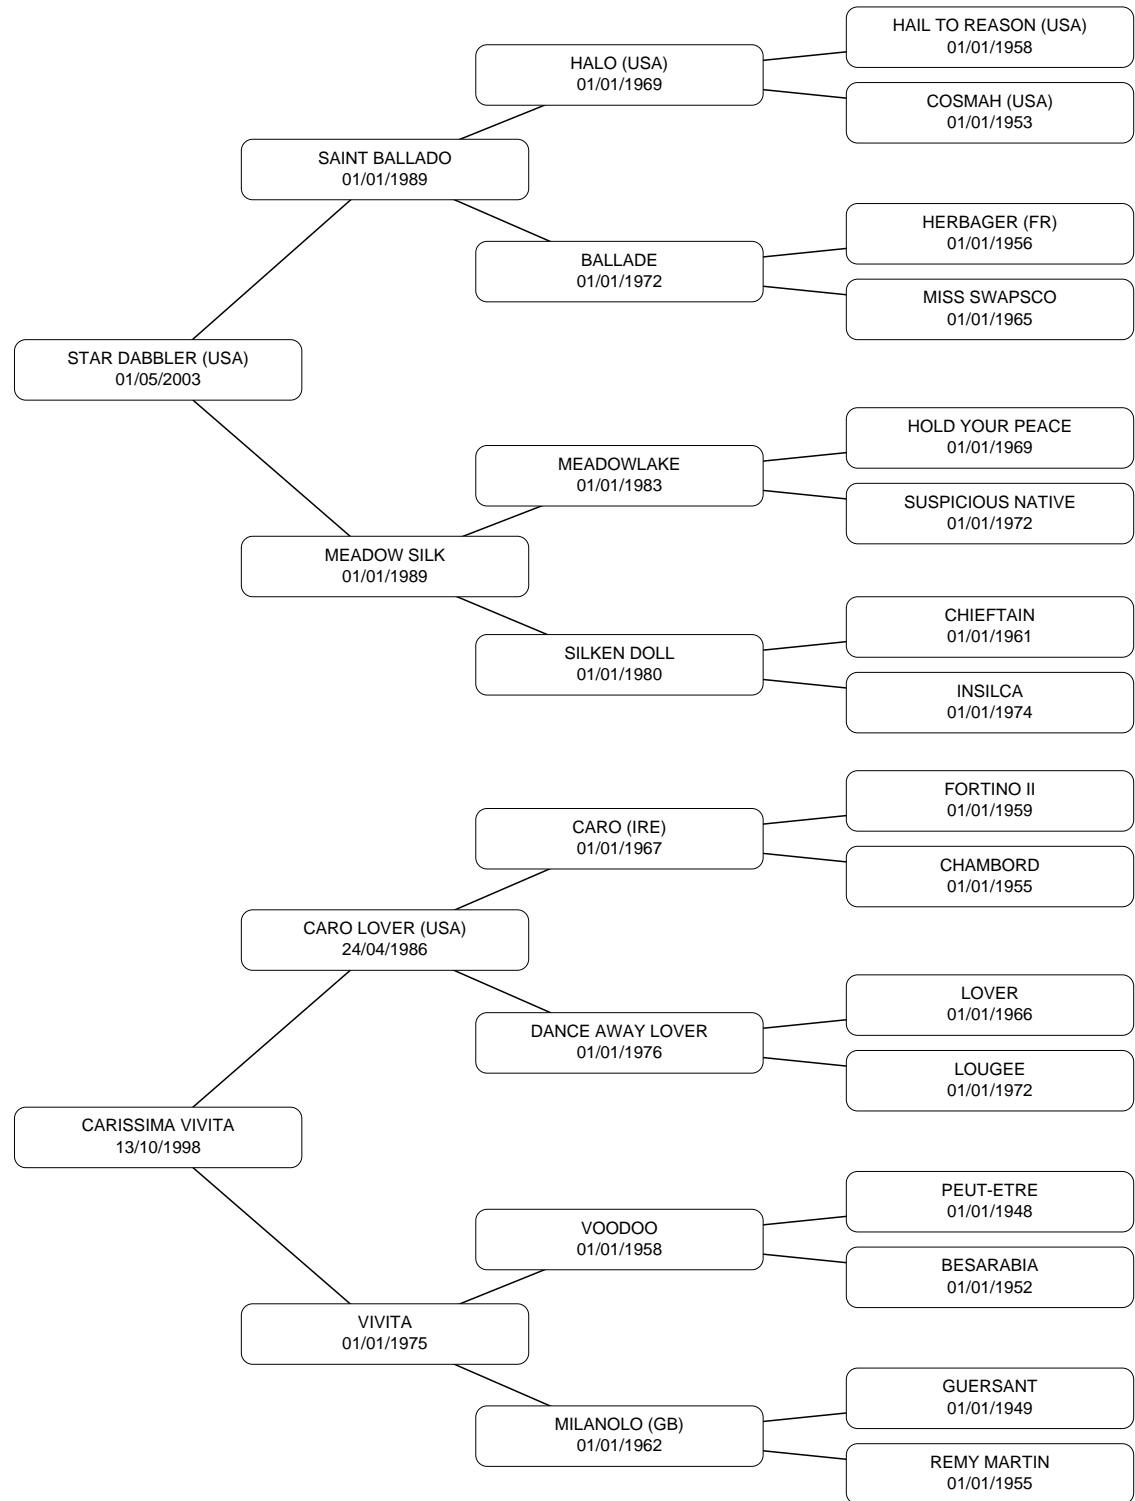 HAIL TO REASON (USA)
01/01/1958
HALO (USA)
01/01/1969
COSMAH (USA)
01/01/1953
SAINT BALLADO
01/01/1989
HERBAGER (FR)
01/01/1956
BALLADE
01/01/1972
MISS SWAPSCO
01/01/1965
STAR DABBLER (USA)
01/05/2003
HOLD YOUR PEACE
01/01/1969
MEADOWLAKE
01/01/1983
SUSPICIOUS NATIVE
01/01/1972
MEADOW SILK
01/01/1989
CHIEFTAIN
01/01/1961
SILKEN DOLL
01/01/1980
INSILCA
01/01/1974
FORTINO II
01/01/1959
CARO (IRE)
01/01/1967
CHAMBORD
01/01/1955
CARO LOVER (USA)
24/04/1986
LOVER
01/01/1966
DANCE AWAY LOVER
01/01/1976
LOUGEE
01/01/1972
CARISSIMA VIVITA
13/10/1998
PEUT-ETRE
01/01/1948
VOODOO
01/01/1958
BESARABIA
01/01/1952
VIVITA
01/01/1975
GUERSANT
01/01/1949
MILANOLO (GB)
01/01/1962
REMY MARTIN
01/01/1955